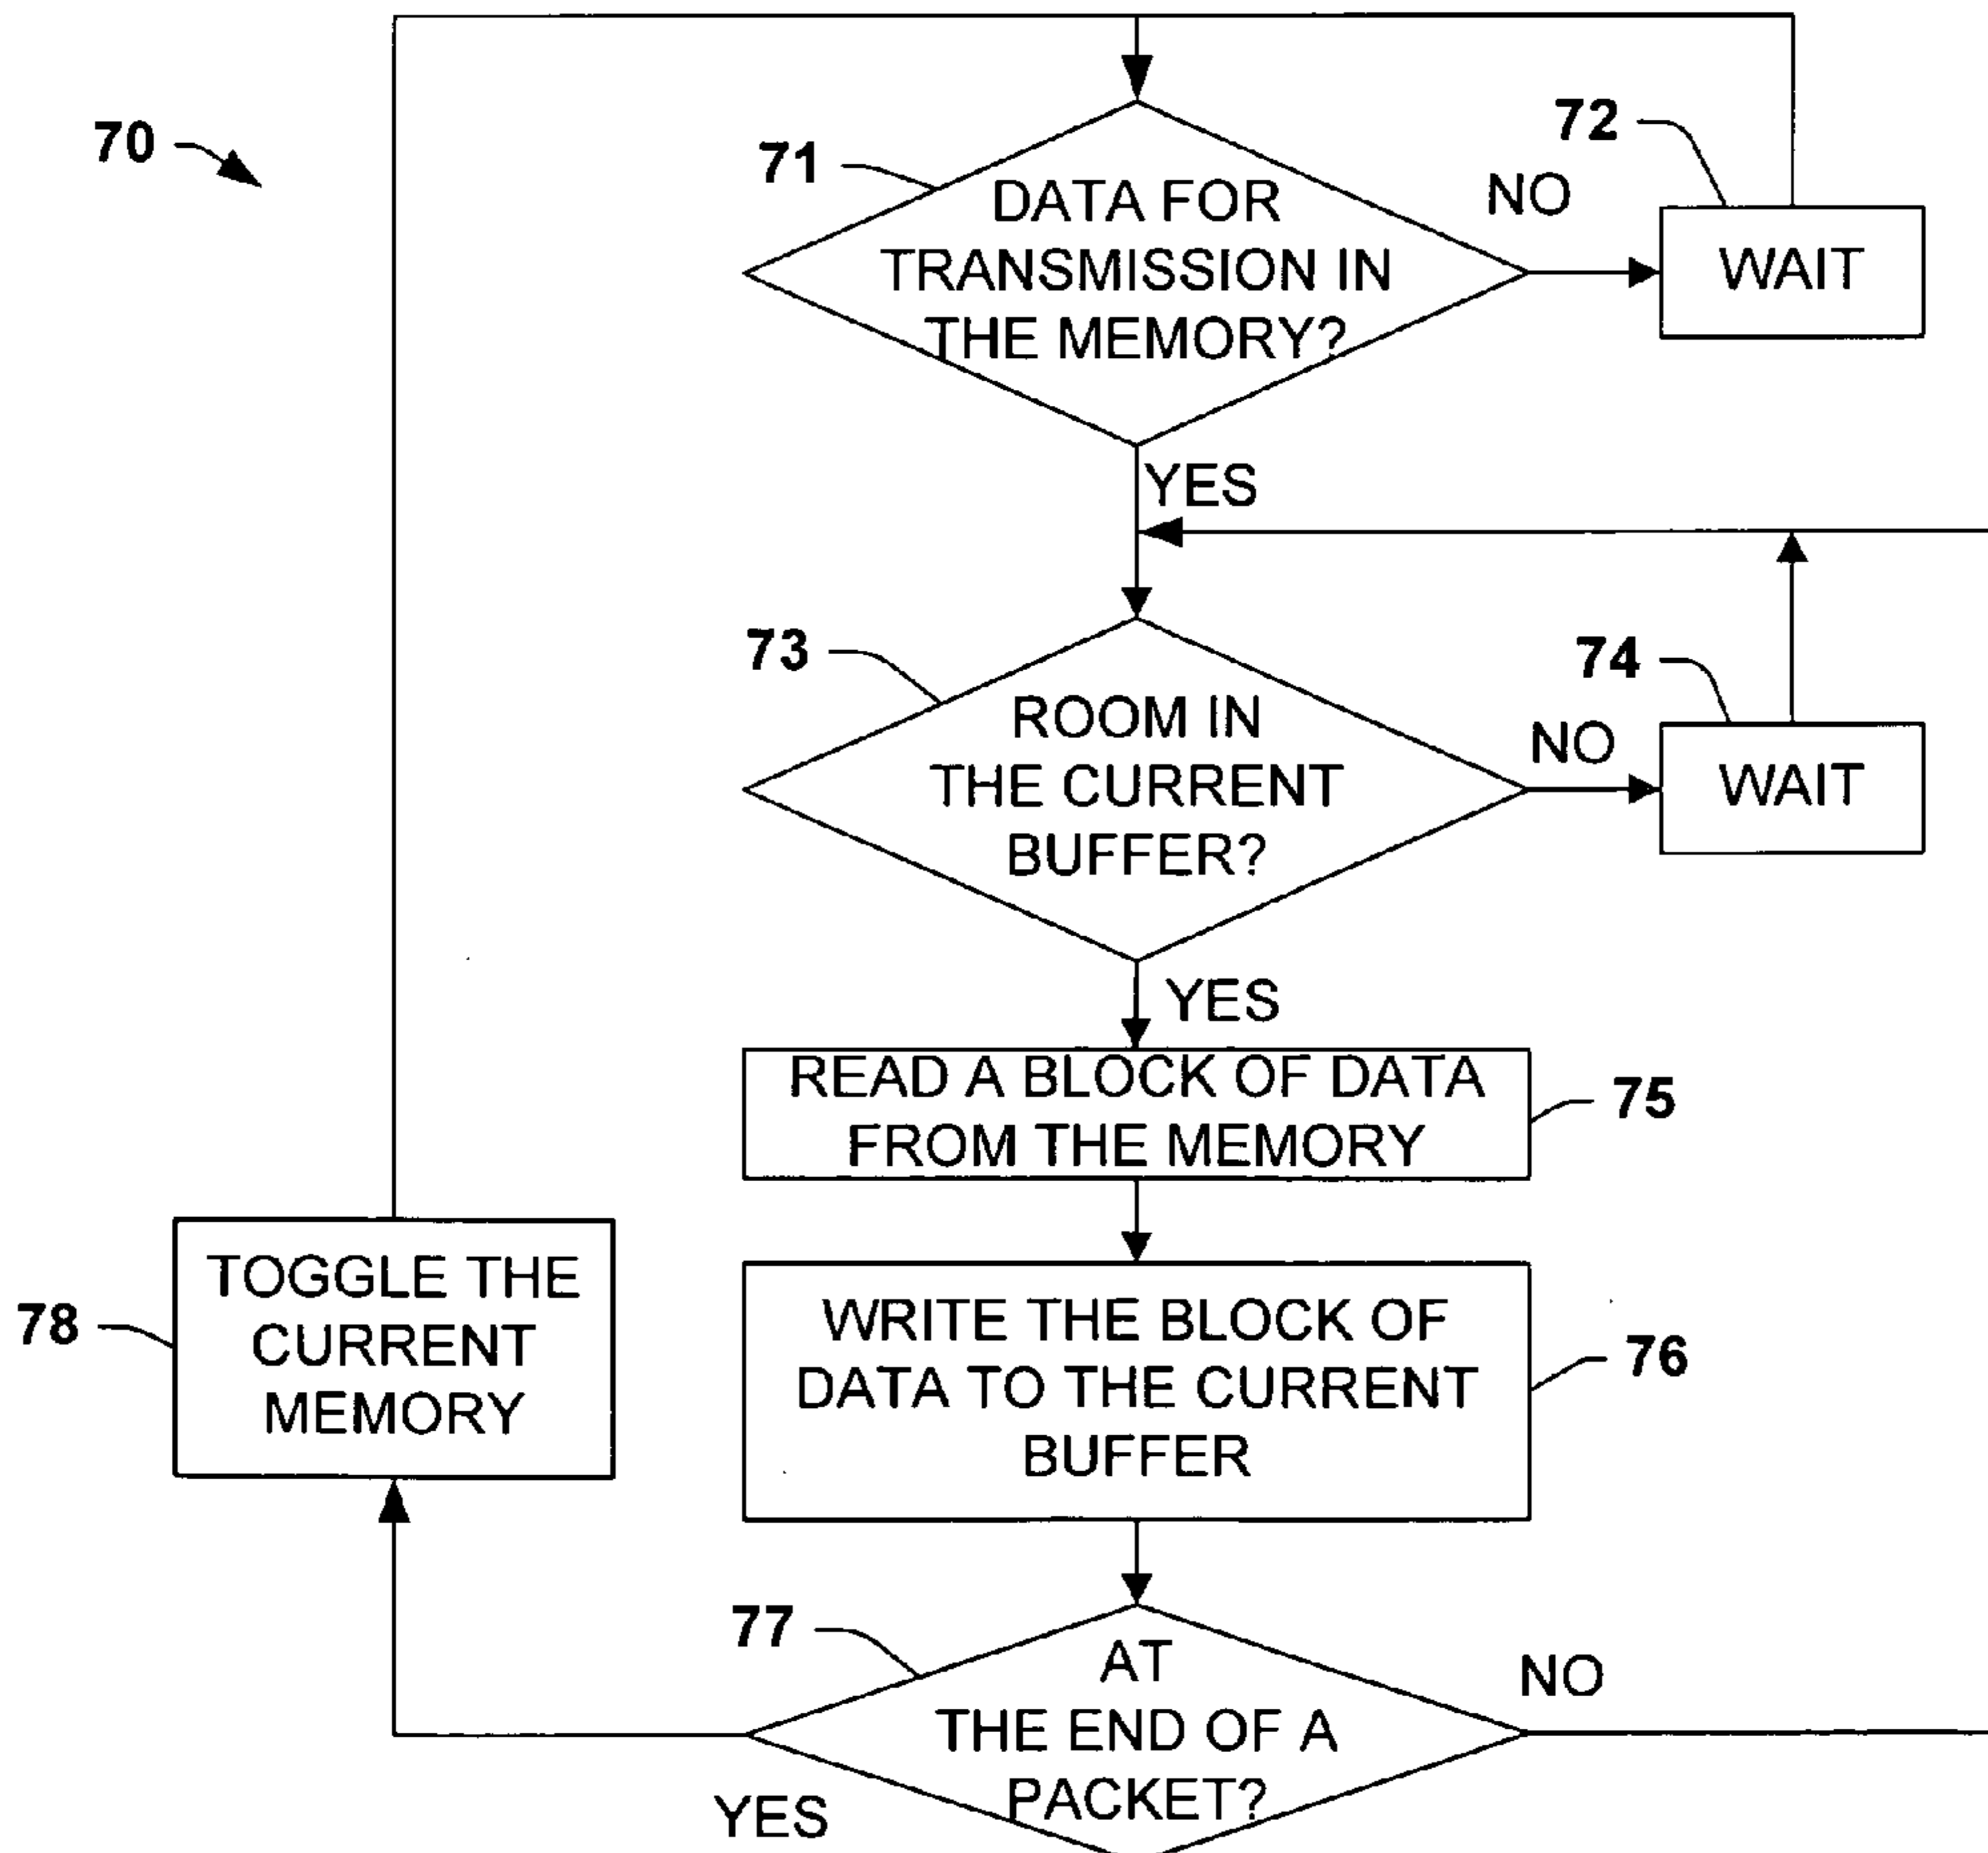 70
71
DATA FOR
TRANSMISSION IN
THE MEMORY?
NO
72
WAIT
YES
73
ROOM IN
THE CURRENT
BUFFER?
NO
74
WAIT
YES
READ A BLOCK OF DATA
FROM THE MEMORY
75
WRITE THE BLOCK OF
DATA TO THE CURRENT
BUFFER
76
78
TOGGLE THE
CURRENT
MEMORY
77
AT
THE END OF A
PACKET?
NO
YES